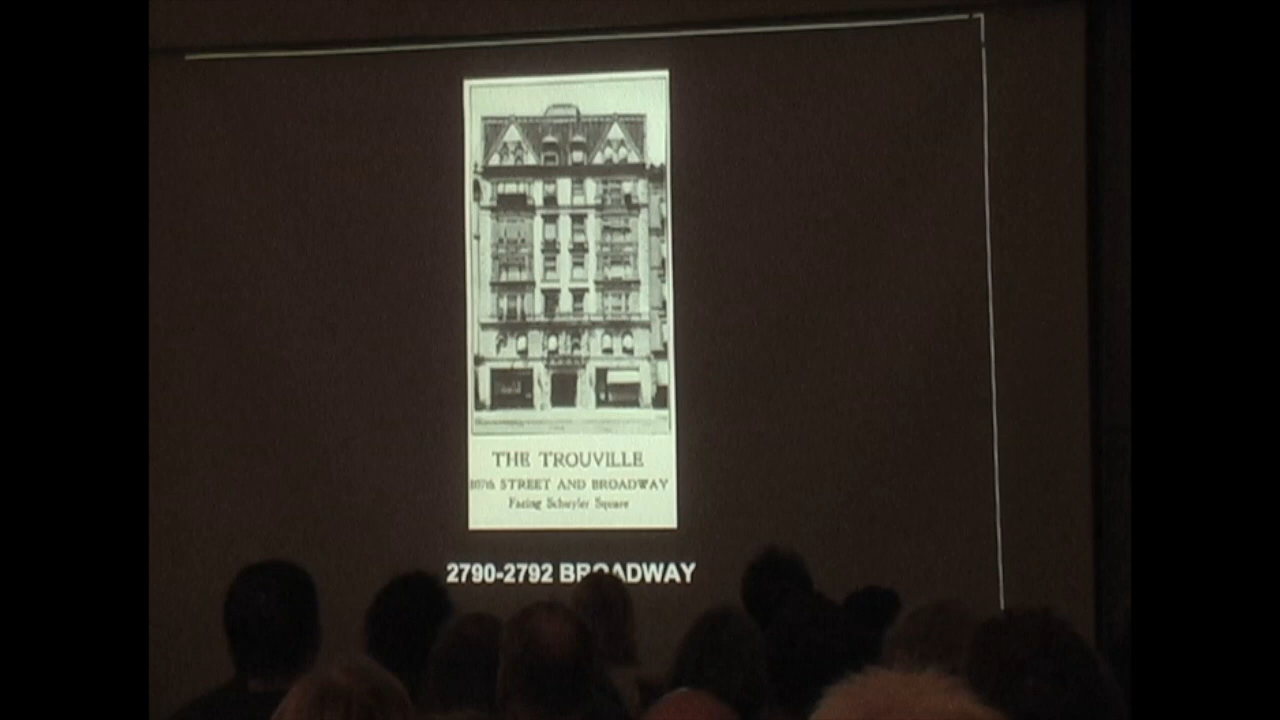 THE TROUVILLE
107th STREET AND BROADWAY
Facing Schuyler Square
2790-2792 BROADWAY